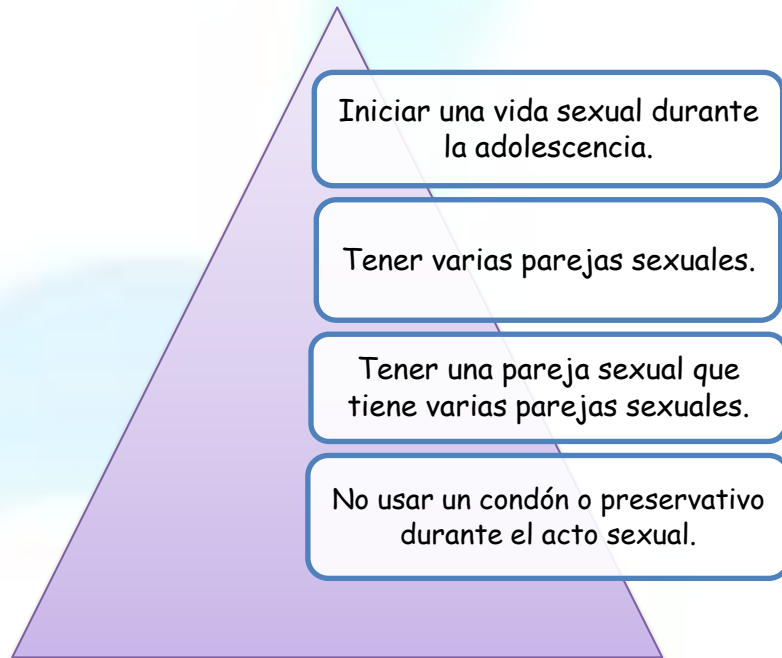 Iniciar una vida sexual durante
la adolescencia.
Tener varias parejas sexuales.
Tener una pareja sexual que
tiene varias parejas sexuales.
No usar un condón o preservativo
durante el acto sexual.